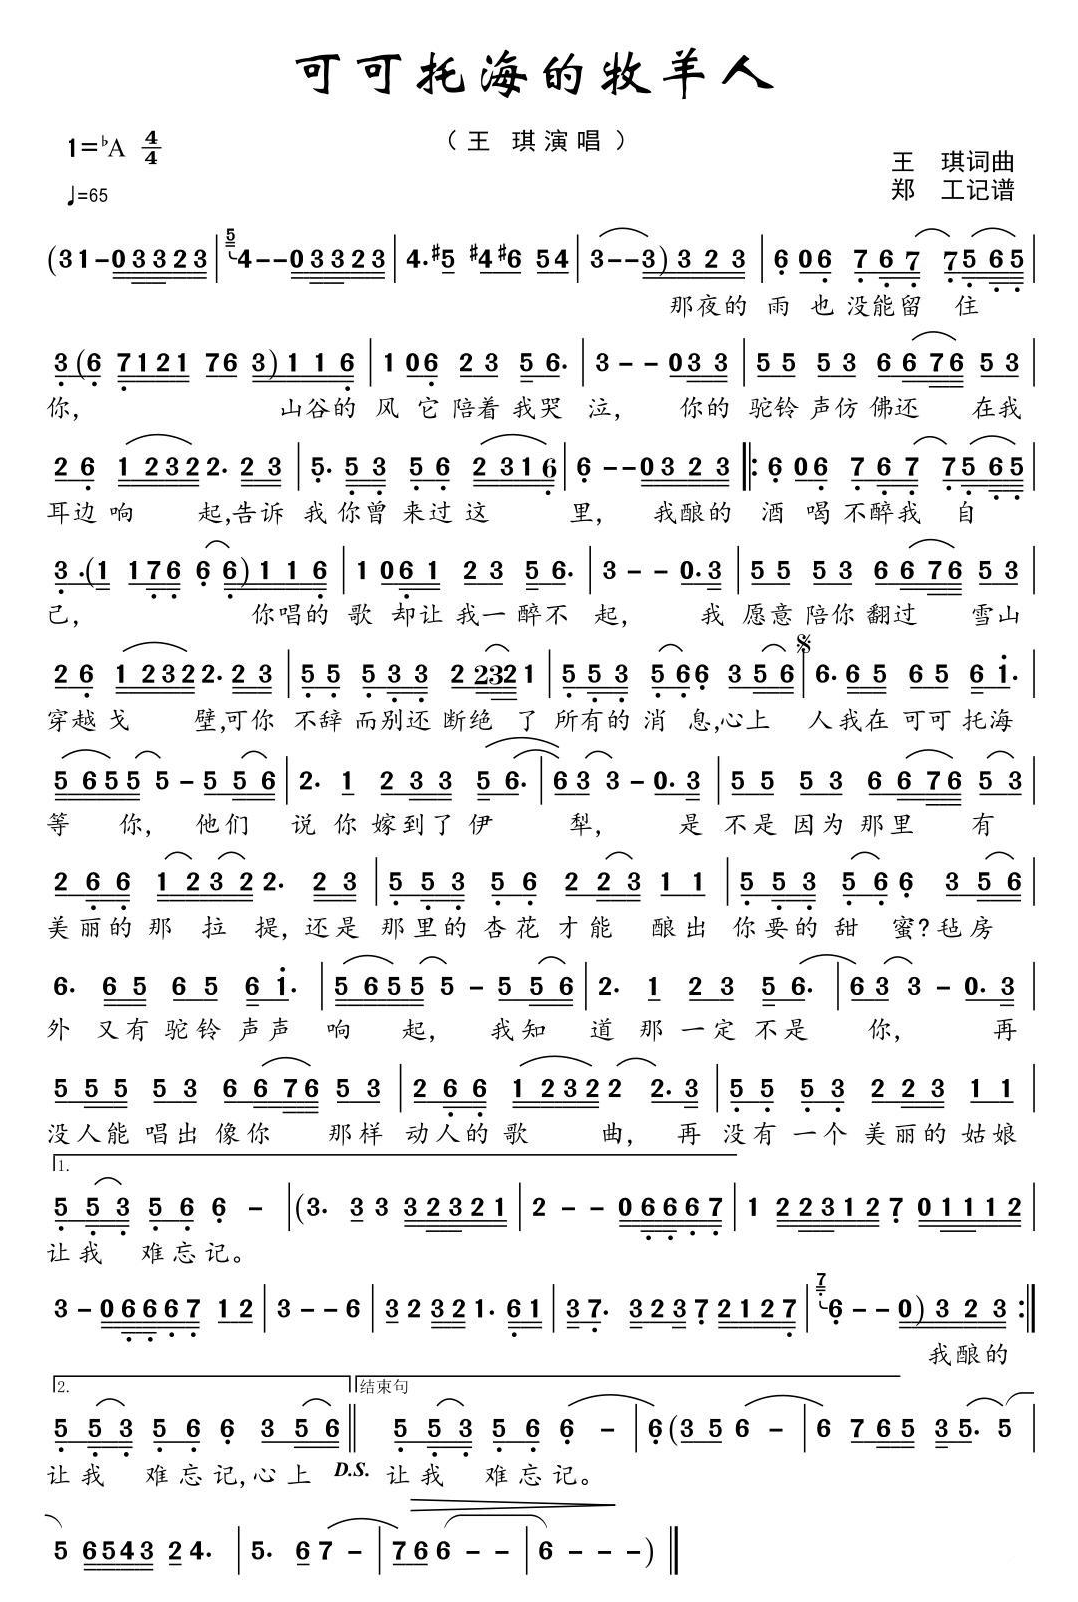 可可托海的牧羊人
（王 琪演唱）
1=♭A 4/4
王 琪词曲
♩=65
郑 工记谱
(3 1 - 0 3 3 2 3 | 5 4 - - 0 3 3 2 3 | 4. #5 #4 #6 5 4 | 3 - - 3) 3 2 3 | 6 0 6 7 6 7 7 5 6 5 |
那夜的 雨 也 没能留 住
3 (6 7 1 2 1 7 6 3) 1 1 6 | 1 0 6 2 3 5 6. | 3 - - 0 3 3 | 5 5 5 3 6 6 7 6 5 3 |
你, 山谷的 风 它 陪着 我哭 泣, 你的 驼铃 声仿 佛还 在我
2 6 1 2 3 2 2. 2 3 | 5. 5 3 5 6 2 3 1 6 | 6 - - 0 3 2 3 |: 6 0 6 7 6 7 7 5 6 5 |
耳边 响 起,告诉 我 你曾 来过 这 里, 我酿的 酒 喝 不醉我 自
3. (1 1 7 6 6 6) 1 1 6 | 1 0 6 1 2 3 5 6. | 3 - - 0. 3 | 5 5 5 3 6 6 7 6 5 3 |
己, 你唱的 歌 却让 我一 醉不 起, 我 愿意 陪你 翻过 雪山
2 6 1 2 3 2 2. 2 3 | 5 5 5 3 3 2 2 3 2 1 | 5 5 3 5 6 6 3 5 6 | 6. 6 5 6 5 6 1. |
穿越 戈 壁,可你 不辞 而别还 断绝 了 所有的 消 息,心上 人我在 可可 托海
5 6 5 5 5 - 5 5 6 | 2. 1 2 3 3 5 6. | 6 3 3 - 0. 3 | 5 5 5 3 6 6 7 6 5 3 |
等 你, 他们 说 你 嫁到了 伊 犁, 是 不是 因为 那里 有
2 6 6 1 2 3 2 2. 2 3 | 5 5 3 5 6 2 2 3 1 1 | 5 5 3 5 6 6 3 5 6 |
美丽的 那 拉 提, 还是 那里的 杏花 才能 酿出 你要的 甜 蜜?毡房
6. 6 5 6 5 6 1. | 5 6 5 5 5 - 5 5 6 | 2. 1 2 3 5 6. | 6 3 3 - 0. 3 |
外 又有 驼铃 声声 响 起, 我知 道 那 一定 不是 你, 再
5 5 5 5 3 6 6 7 6 5 3 | 2 6 6 1 2 3 2 2 2. 3 | 5 5 5 3 2 2 3 1 1 |
没人能 唱出 像你 那样 动人的 歌 曲, 再 没有 一个 美丽的 姑娘
1.
5 5 3 5 6 6 - | (3. 3 3 3 2 3 2 1 | 2 - - 0 6 6 6 7 | 1 2 2 3 1 2 7 0 1 1 1 2 |
让我 难忘记。
3 - 0 6 6 6 7 1 2 | 3 - - 6 | 3 2 3 2 1. 6 1 | 3 7. 3 2 3 7 2 1 2 7 | 7 6 - - 0) 3 2 3 :|
我酿的
2. 结束句
5 5 3 5 6 6 3 5 6 || 5 5 3 5 6 6 - | 6 (3 5 6 - | 6 7 6 5 3 5. 5 |
让我 难忘记,心上 D.S. 让我 难忘记。
5 6 5 4 3 2 4. | 5. 6 7 - | 7 6 6 - - | 6 - - - ) ||